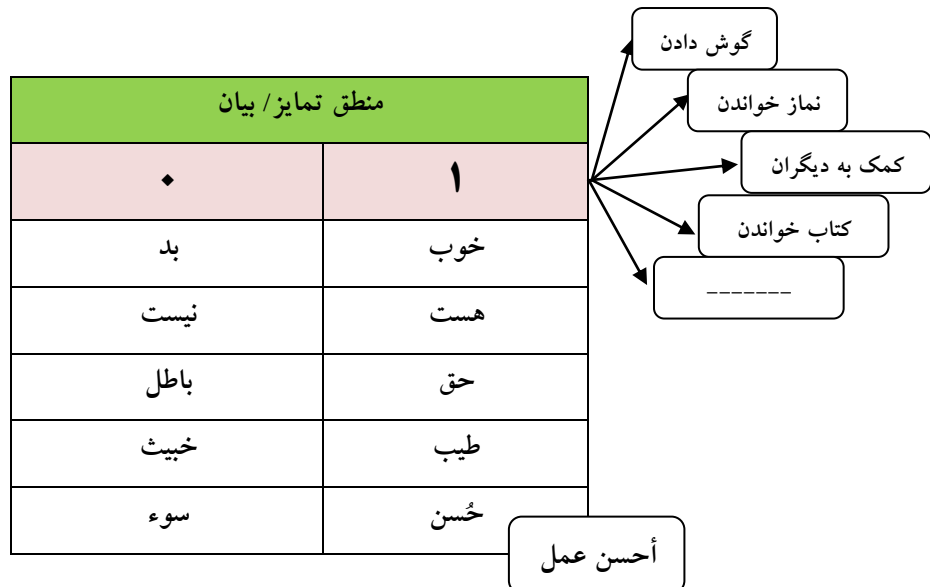 گوش دادن
نماز خواندن
کمک به دیگران
کتاب خواندن
_______
منطق تمایز/ بیان
۱ ۰
خوب بد
هست نیست
حق باطل
طیب خبیث
حُسن سوء
أحسن عمل